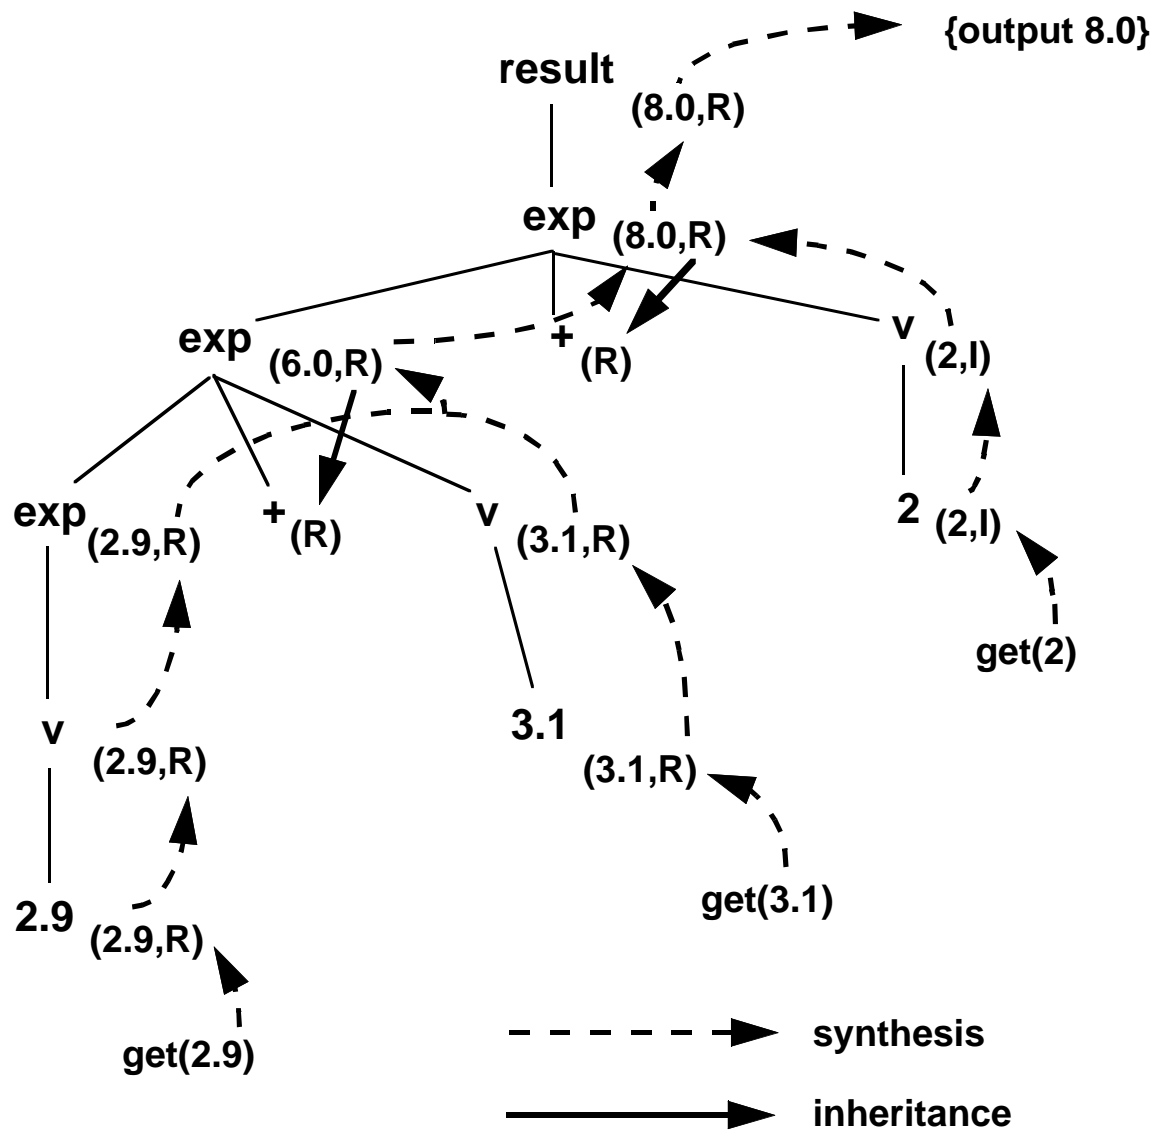 {output 8.0}
result
(8.0,R)
exp (8.0,R)
exp (6.0,R)
+ (R)
v (2,I)
exp (2.9,R)
+ (R)
v (3.1,R)
2 (2,I)
get(2)
v (2.9,R)
3.1 (3.1,R)
get(3.1)
2.9 (2.9,R)
get(2.9)
synthesis
inheritance